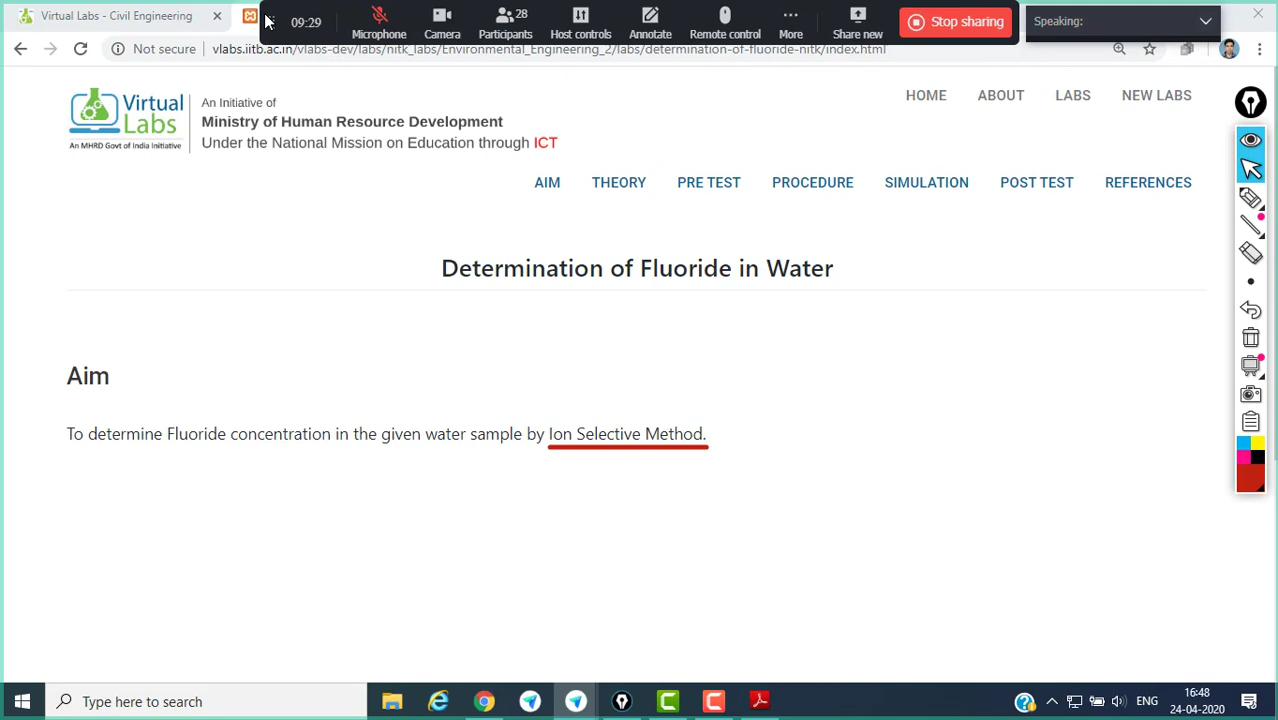 Virtual Labs - Civil Engineering
09:29
Microphone
Camera
28
Participants
Host controls
Annotate
Remote control
More
Share new
Stop sharing
Speaking:
Not secure
vlabs.iitb.ac.in/vlabs-dev/labs/nitk_labs/Environmental_Engineering_2/labs/determination-of-fluoride-nitk/index.html
Virtual
Labs
An MHRD Govt of India Initiative
An Initiative of
Ministry of Human Resource Development
Under the National Mission on Education through ICT
HOME ABOUT LABS NEW LABS
AIM THEORY PRE TEST PROCEDURE SIMULATION POST TEST REFERENCES
Determination of Fluoride in Water
Aim
To determine Fluoride concentration in the given water sample by Ion Selective Method.
Type here to search
ENG
16:48
24-04-2020